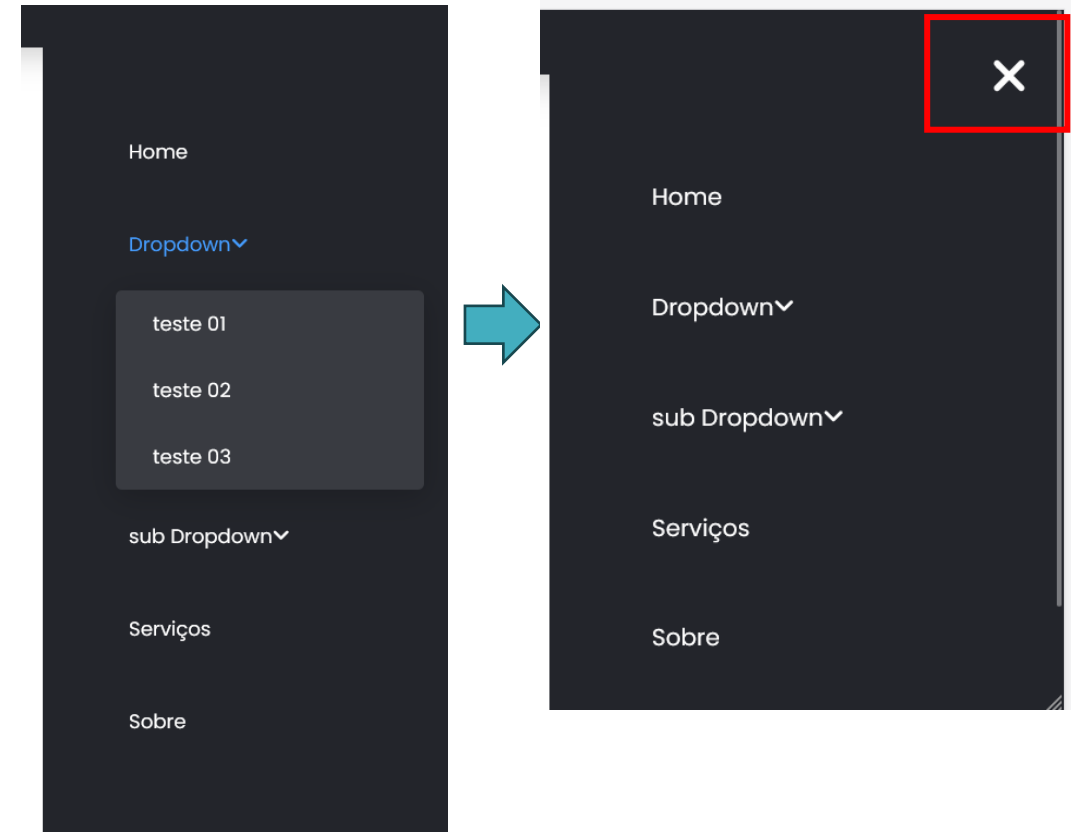 Home
Dropdown
teste 01
teste 02
teste 03
sub Dropdown
Serviços
Sobre
Home
Dropdown
sub Dropdown
Serviços
Sobre